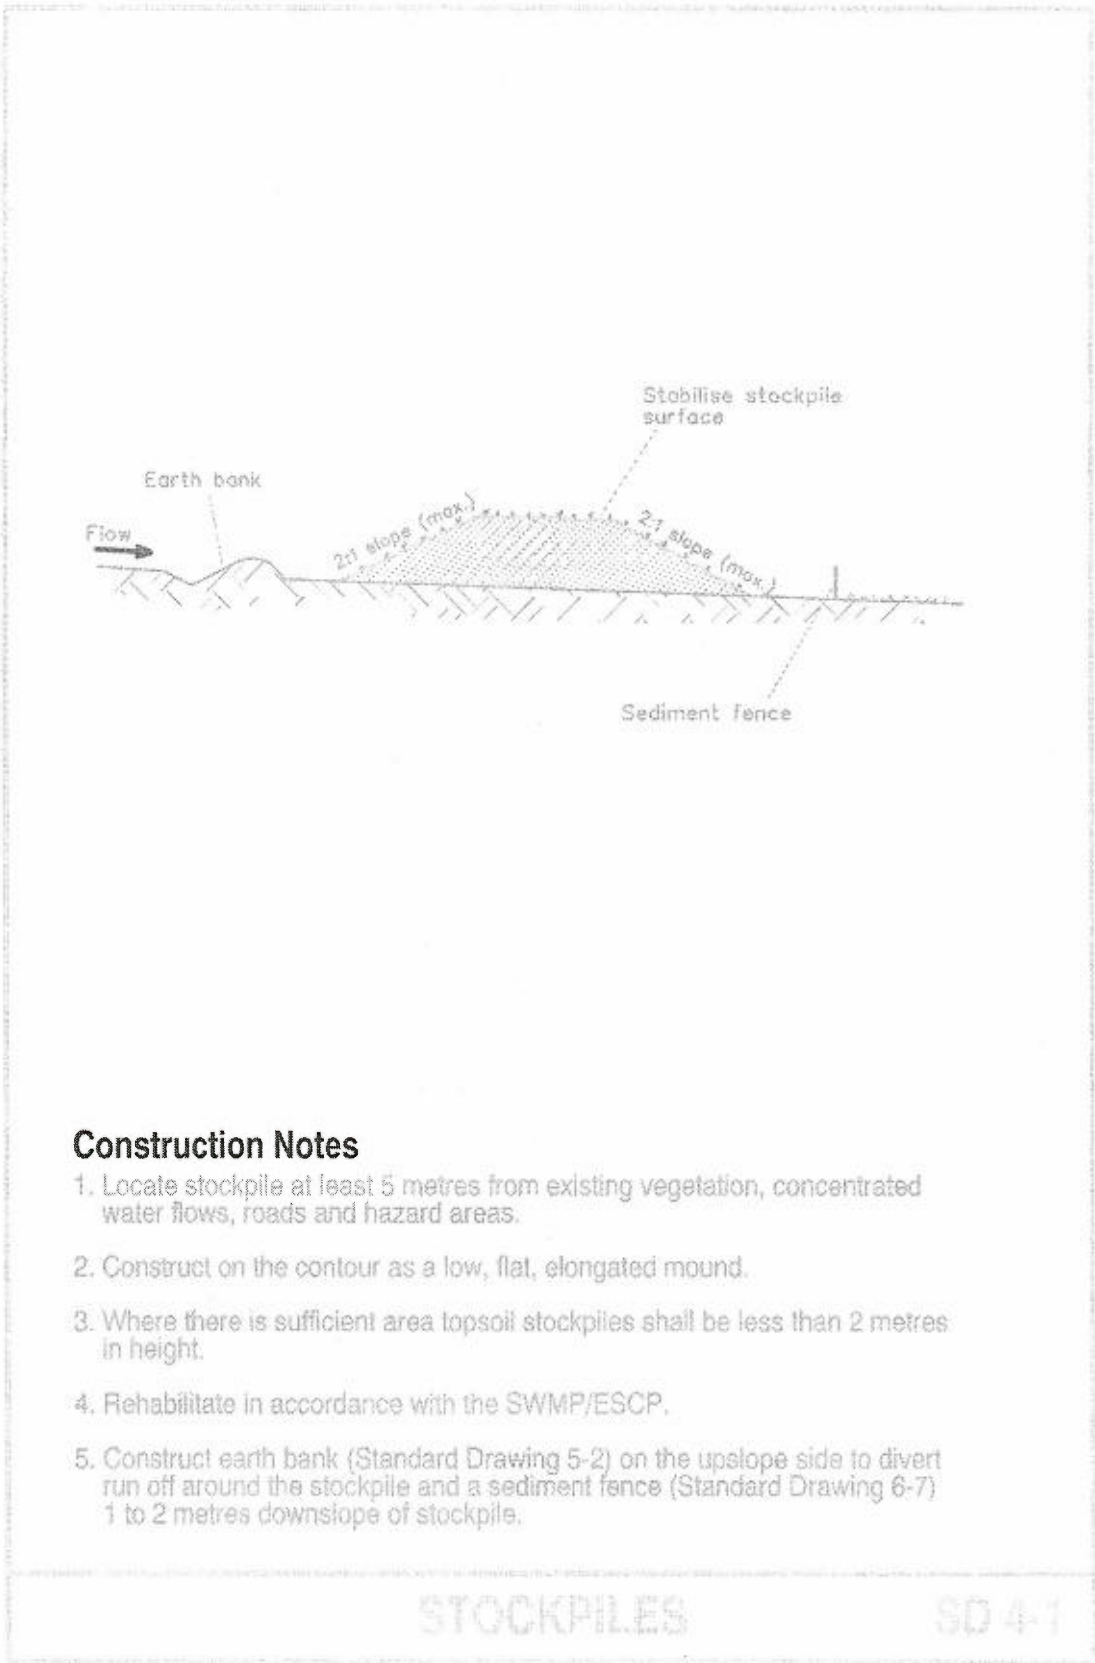 Stabilise stockpile
surface
Earth bank
Flow
2:1 slope (max.)
2:1 slope (max.)
Sediment fence
Construction Notes
1. Locate stockpile at least 5 metres from existing vegetation, concentrated
water flows, roads and hazard areas.
2. Construct on the contour as a low, flat, elongated mound.
3. Where there is sufficient area topsoil stockpiles shall be less than 2 metres
in height.
4. Rehabilitate in accordance with the SWMP/ESCP.
5. Construct earth bank (Standard Drawing 5-2) on the upslope side to divert
run off around the stockpile and a sediment fence (Standard Drawing 6-7)
1 to 2 metres downslope of stockpile.
STOCKPILES SD 4-1